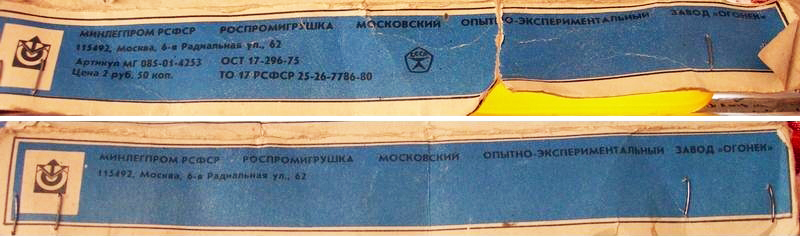 МИНЛЕГПРОМ РСФСР РОСПРОМИГРУШКА МОСКОВСКИЙ ОПЫТНО-ЭКСПЕРИМЕНТАЛЬНЫЙ ЗАВОД «ОГОНЕК»
115492, Москва, 6-я Радиальная ул., 62
Артикул МГ 085-01-4253 ОСТ 17-296-75
Цена 2 руб. 50 коп. ТО 17 РСФСР 25-26-7786-80
СССР
МИНЛЕГПРОМ РСФСР РОСПРОМИГРУШКА МОСКОВСКИЙ ОПЫТНО-ЭКСПЕРИМЕНТАЛЬНЫЙ ЗАВОД «ОГОНЕК»
115492, Москва, 6-я Радиальная ул., 62